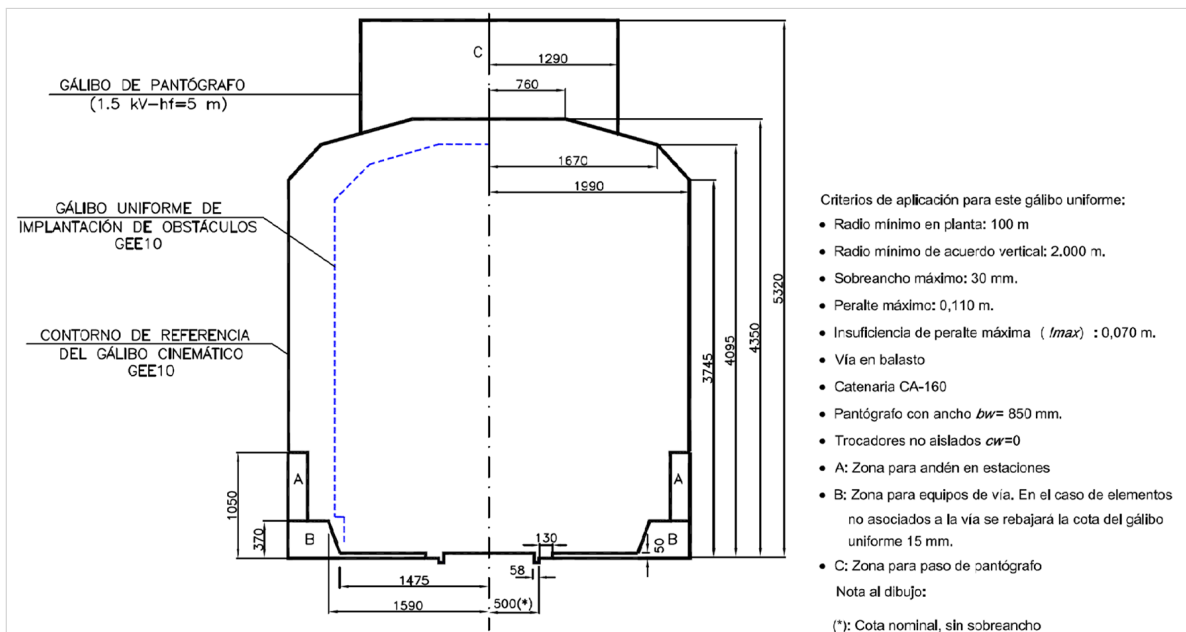 C
1290
GÁLIBO DE PANTÓGRAFO
(1.5 kV-hf=5 m)
760
1670
1990
GÁLIBO UNIFORME DE
IMPLANTACIÓN DE OBSTÁCULOS
GEE10
CONTORNO DE REFERENCIA
DEL GÁLIBO CINEMÁTICO
GEE10
3745
4095
4350
5320
A
A
1050
370
B
B
130
50
58
1475
1590
500(*)
Criterios de aplicación para este gálibo uniforme:
• Radio mínimo en planta: 100 m
• Radio mínimo de acuerdo vertical: 2.000 m.
• Sobreancho máximo: 30 mm.
• Peralte máximo: 0,110 m.
• Insuficiencia de peralte máxima ( Imax) : 0,070 m.
• Vía en balasto
• Catenaria CA-160
• Pantógrafo con ancho bw= 850 mm.
• Trocadores no aislados cw=0
• A: Zona para andén en estaciones
• B: Zona para equipos de vía. En el caso de elementos
no asociados a la vía se rebajará la cota del gálibo
uniforme 15 mm.
• C: Zona para paso de pantógrafo
Nota al dibujo:
(*): Cota nominal, sin sobreancho